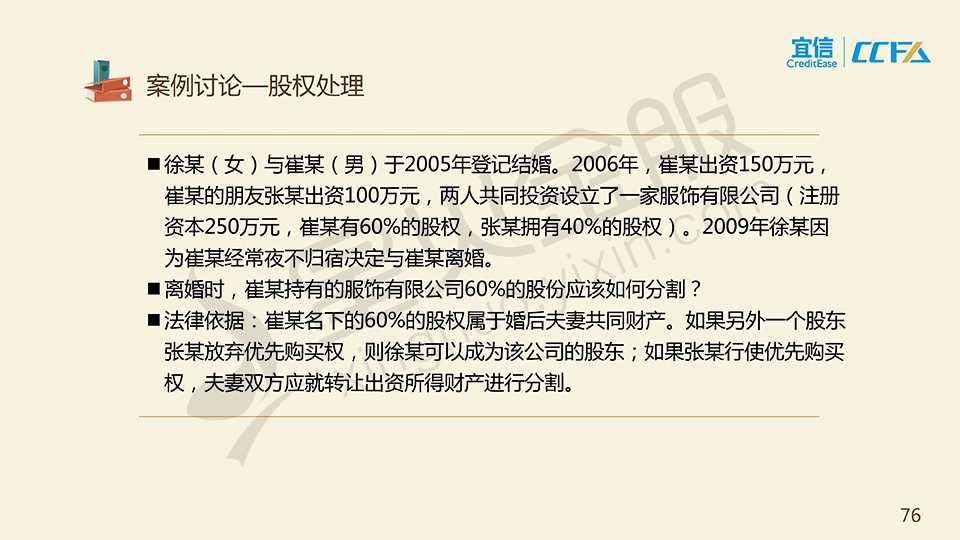 宜信
CreditEase
CCFA
案例讨论—股权处理
■徐某（女）与崔某（男）于2005年登记结婚。2006年，崔某出资150万元，
崔某的朋友张某出资100万元，两人共同投资设立了一家服饰有限公司（注册
资本250万元，崔某有60%的股权，张某拥有40%的股权）。2009年徐某因
为崔某经常夜不归宿决定与崔某离婚。
■离婚时，崔某持有的服饰有限公司60%的股份应该如何分割？
■法律依据：崔某名下的60%的股权属于婚后夫妻共同财产。如果另外一个股东
张某放弃优先购买权，则徐某可以成为该公司的股东；如果张某行使优先购买
权，夫妻双方应就转让出资所得财产进行分割。
76